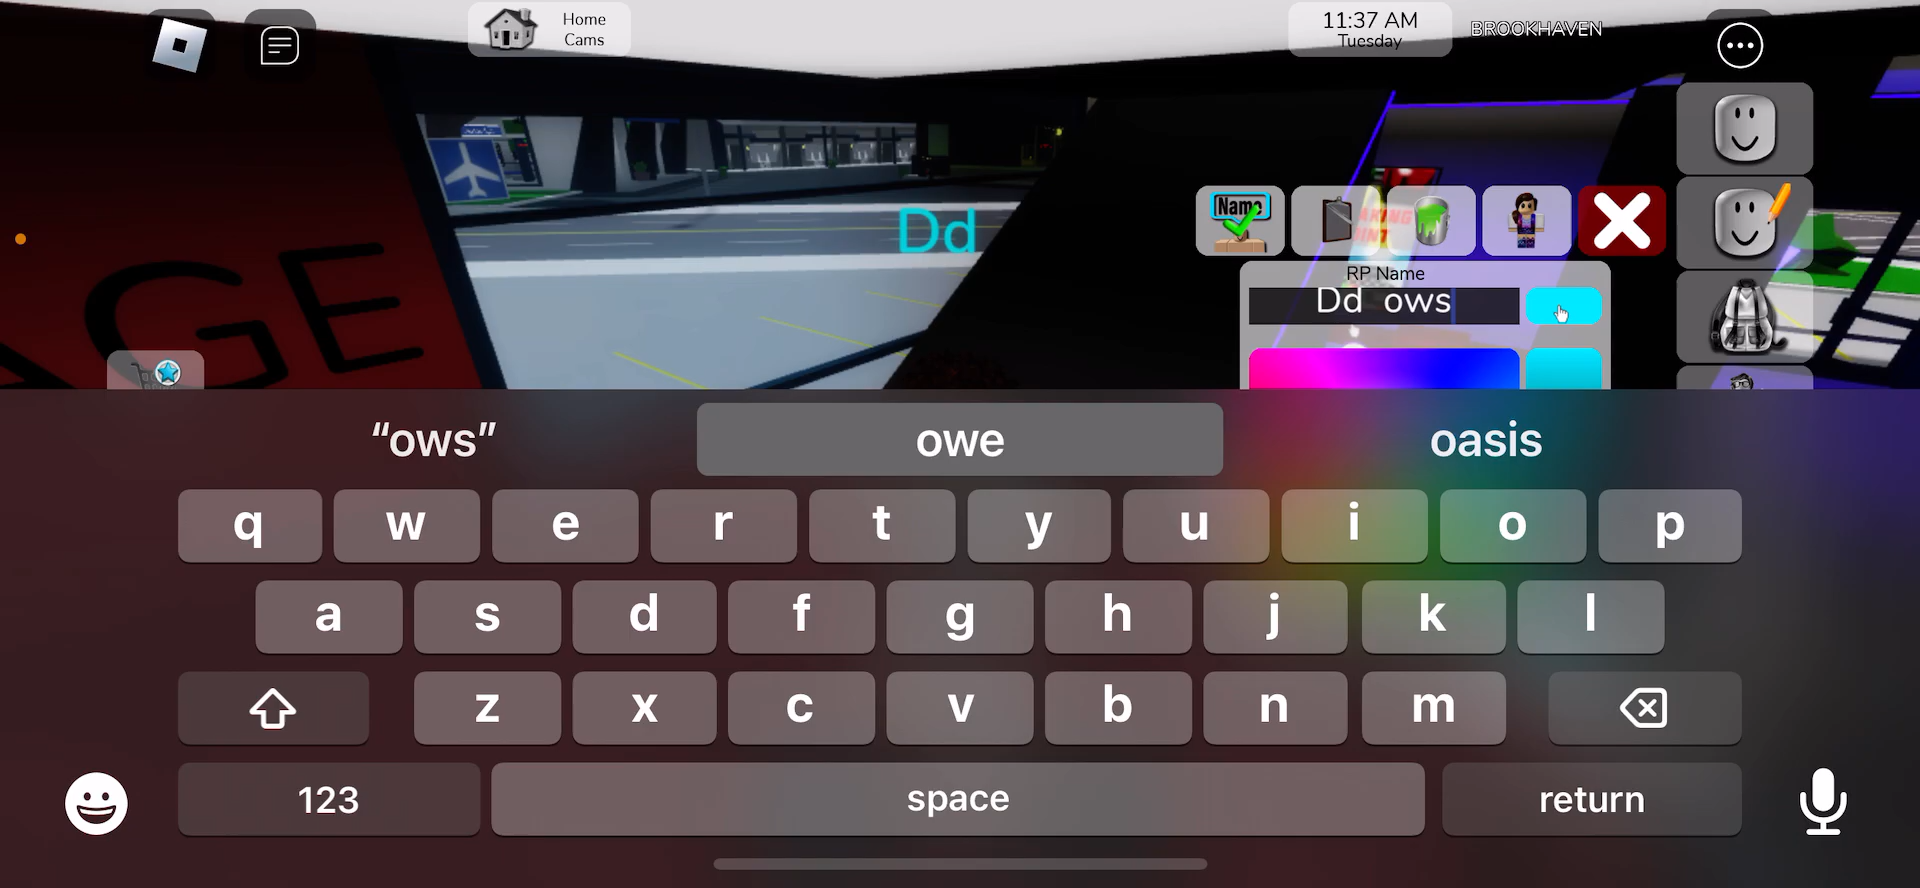 Home
Cams
11:37 AM
Tuesday
BROOKHAVEN
Name
RP Name
Dd ows
Dd
AGE
“ows”
owe
oasis
q w e r t y u i o p
a s d f g h j k l
z x c v b n m
123
space
return